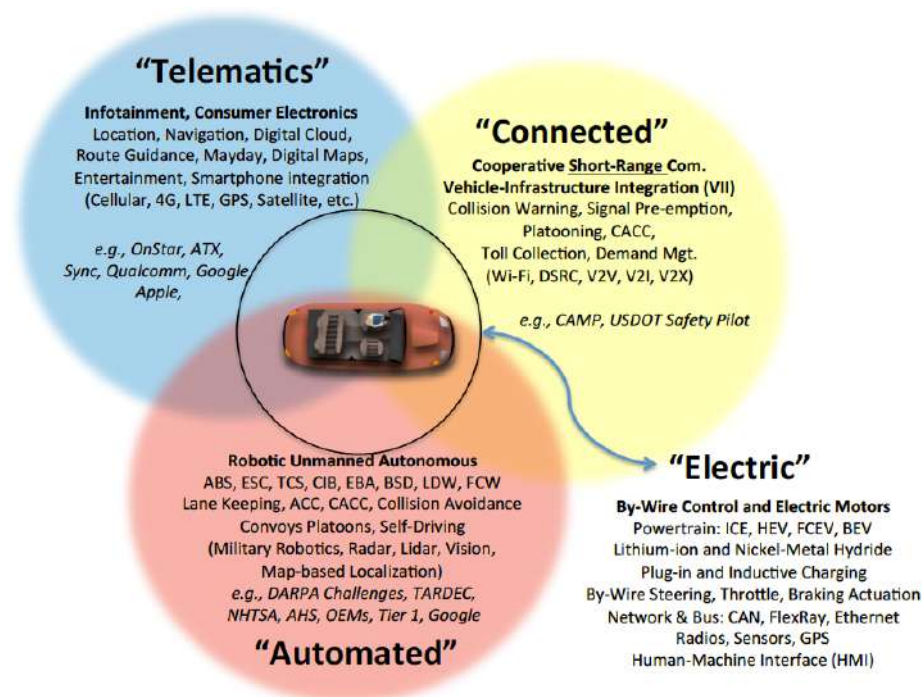 “Telematics”
Infotainment, Consumer Electronics
Location, Navigation, Digital Cloud,
Route Guidance, Mayday, Digital Maps,
Entertainment, Smartphone integration
(Cellular, 4G, LTE, GPS, Satellite, etc.)
e.g., OnStar, ATX,
Sync, Qualcomm, Google
Apple,
“Connected”
Cooperative Short-Range Com.
Vehicle-Infrastructure Integration (VII)
Collision Warning, Signal Pre-emption,
Platooning, CACC,
Toll Collection, Demand Mgt.
(Wi-Fi, DSRC, V2V, V2I, V2X)
e.g., CAMP, USDOT Safety Pilot
Robotic Unmanned Autonomous
ABS, ESC, TCS, CIB, EBA, BSD, LDW, FCW
Lane Keeping, ACC, CACC, Collision Avoidance
Convoys Platoons, Self-Driving
(Military Robotics, Radar, Lidar, Vision,
Map-based Localization)
e.g., DARPA Challenges, TARDEC,
NHTSA, AHS, OEMs, Tier 1, Google
“Automated”
“Electric”
By-Wire Control and Electric Motors
Powertrain: ICE, HEV, FCEV, BEV
Lithium-ion and Nickel-Metal Hydride
Plug-in and Inductive Charging
By-Wire Steering, Throttle, Braking Actuation
Network & Bus: CAN, FlexRay, Ethernet
Radios, Sensors, GPS
Human-Machine Interface (HMI)